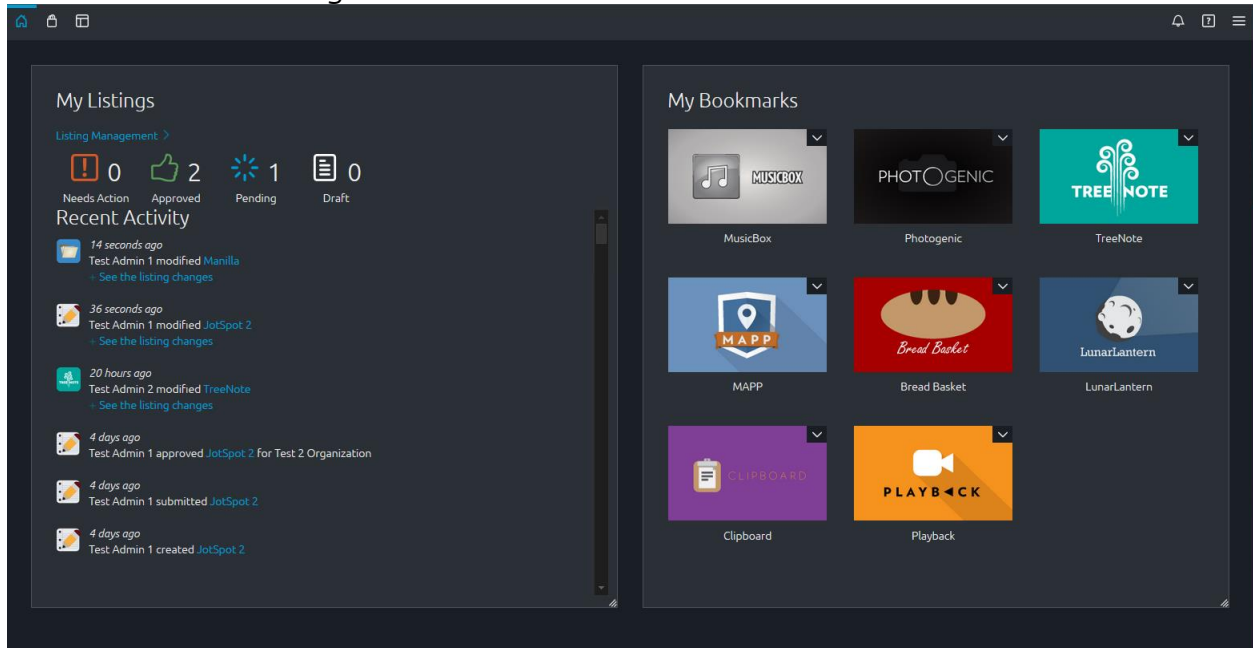 My Listings
Listing Management >
0 2 1 0
Needs Action Approved Pending Draft
Recent Activity
14 seconds ago
Test Admin 1 modified Manilla
+ See the listing changes
36 seconds ago
Test Admin 1 modified JotSpot 2
+ See the listing changes
20 hours ago
Test Admin 2 modified TreeNote
+ See the listing changes
4 days ago
Test Admin 1 approved JotSpot 2 for Test 2 Organization
4 days ago
Test Admin 1 submitted JotSpot 2
4 days ago
Test Admin 1 created JotSpot 2
My Bookmarks
MUSICBOX PHOTOGENIC TREE NOTE
MusicBox Photogenic TreeNote
MAPP Bread Basket LunarLantern
MAPP Bread Basket LunarLantern
CLIPBOARD PLAYBACK
Clipboard Playback